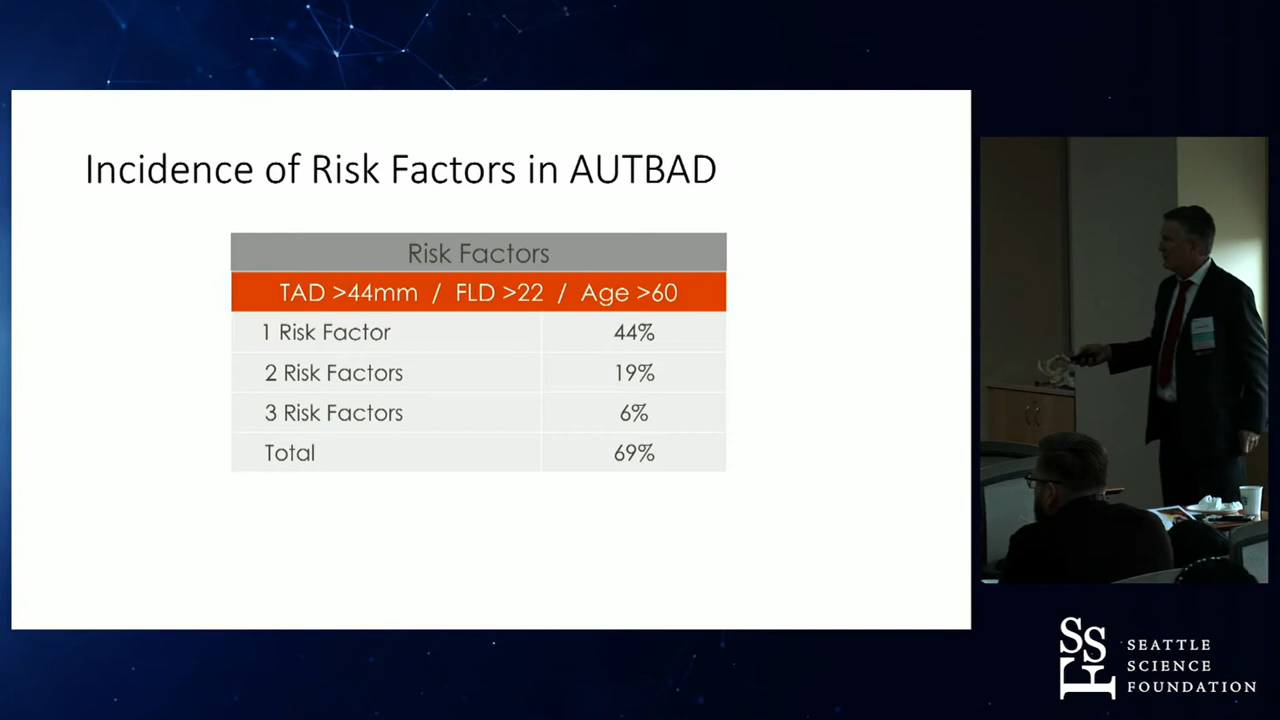 Incidence of Risk Factors in AUTBAD
Risk Factors
TAD >44mm / FLD >22 / Age >60
1 Risk Factor 44%
2 Risk Factors 19%
3 Risk Factors 6%
Total 69%
SSF
SEATTLE
SCIENCE
FOUNDATION